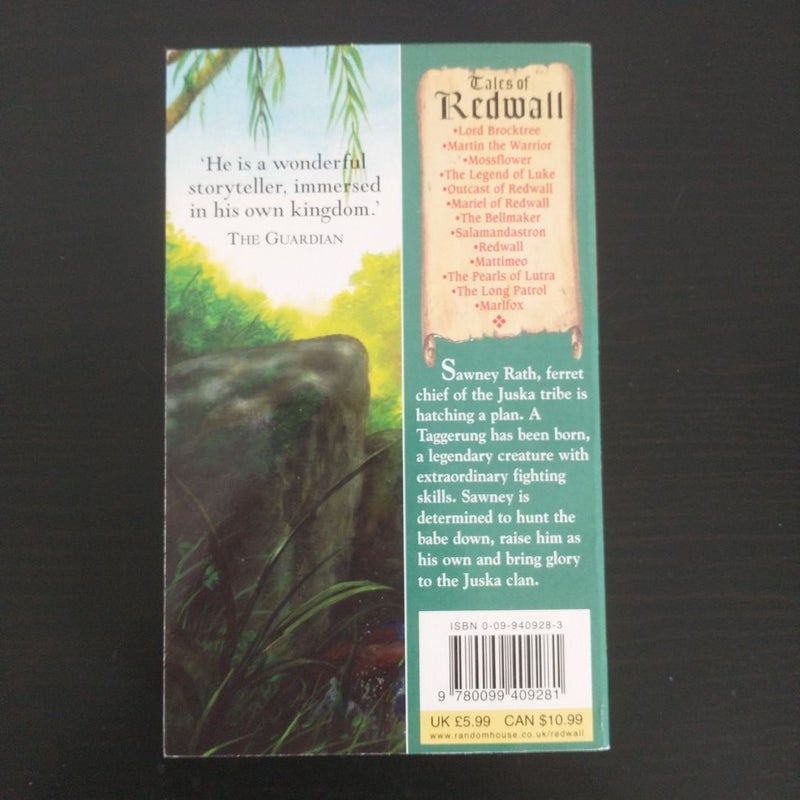 'He is a wonderful
storyteller, immersed
in his own kingdom.'
THE GUARDIAN
Tales of
Redwall
•Lord Brocktree
•Martin the Warrior
•Mossflower
•The Legend of Luke
•Outcast of Redwall
•Mariel of Redwall
•The Bellmaker
•Salamandastron
•Redwall
•Mattimeo
•The Pearls of Lutra
•The Long Patrol
•Marlfox
Sawney Rath, ferret
chief of the Juska tribe is
hatching a plan. A
Taggerung has been born,
a legendary creature with
extraordinary fighting
skills. Sawney is
determined to hunt the
babe down, raise him as
his own and bring glory
to the Juska clan.
ISBN 0-09-940928-3
9 780099 409281
UK £5.99 CAN $10.99
www.randomhouse.co.uk/redwall